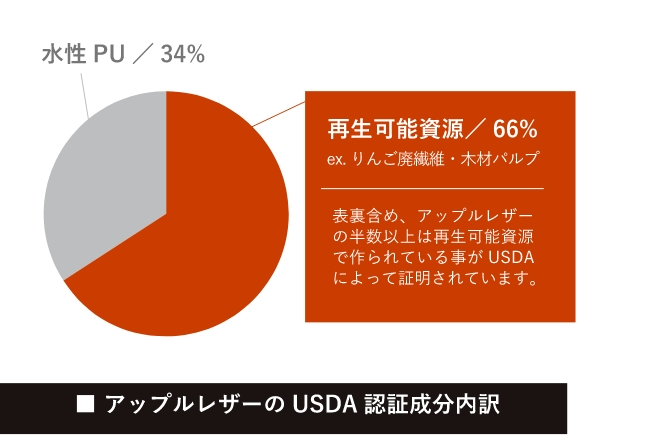 水性 PU ／ 34%
再生可能資源／ 66%
ex. りんご廃繊維・木材パルプ
表裏含め、アップルレザー
の半数以上は再生可能資源
で作られている事が USDA
によって証明されています。
■ アップルレザーの USDA 認証成分内訳